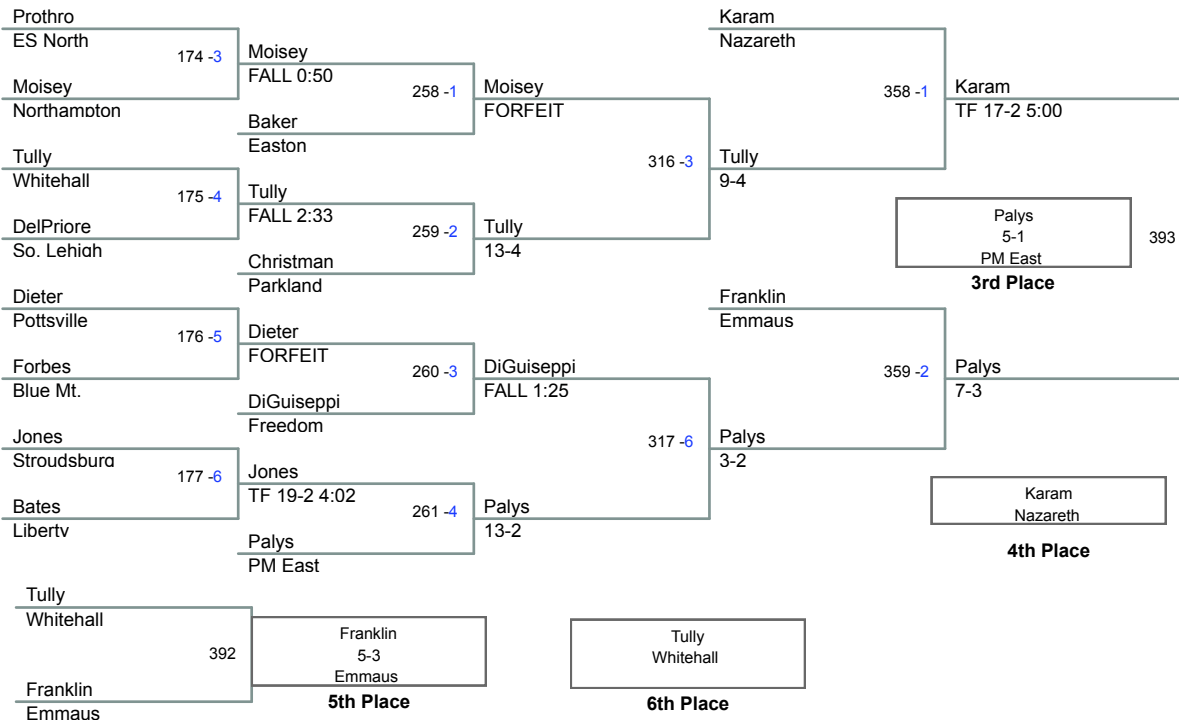 Prothro
ES North
174 -3
Moisey
Northampton
Moisey
FALL 0:50
258 -1
Baker
Easton
Moisey
FORFEIT
Tully
Whitehall
175 -4
DelPriore
So. Lehigh
Tully
FALL 2:33
259 -2
Christman
Parkland
Tully
13-4
316 -3
Tully
9-4
Karam
Nazareth
358 -1
Karam
TF 17-2 5:00
Dieter
Pottsville
176 -5
Forbes
Blue Mt.
Dieter
FORFEIT
260 -3
DiGuiseppi
Freedom
DiGuiseppi
FALL 1:25
Jones
Stroudsburg
177 -6
Bates
Liberty
Jones
TF 19-2 4:02
261 -4
Palys
PM East
Palys
13-2
317 -6
Palys
3-2
Franklin
Emmaus
359 -2
Palys
7-3
Palys
5-1
PM East
393
3rd Place
Karam
Nazareth
4th Place
Tully
Whitehall
392
Franklin
Emmaus
Franklin
5-3
Emmaus
5th Place
Tully
Whitehall
6th Place